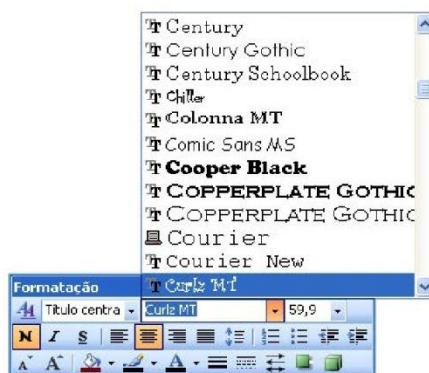 Century
Century Gothic
Century Schoolbook
Chiller
Colonna MT
Comic Sans MS
Cooper Black
COPPERPLATE GOTHIC
COPPERPLATE GOTHIC
Courier
Courier New
Curlz MT
Formatação
Título centra Curlz MT 59,9
N I S
A A A